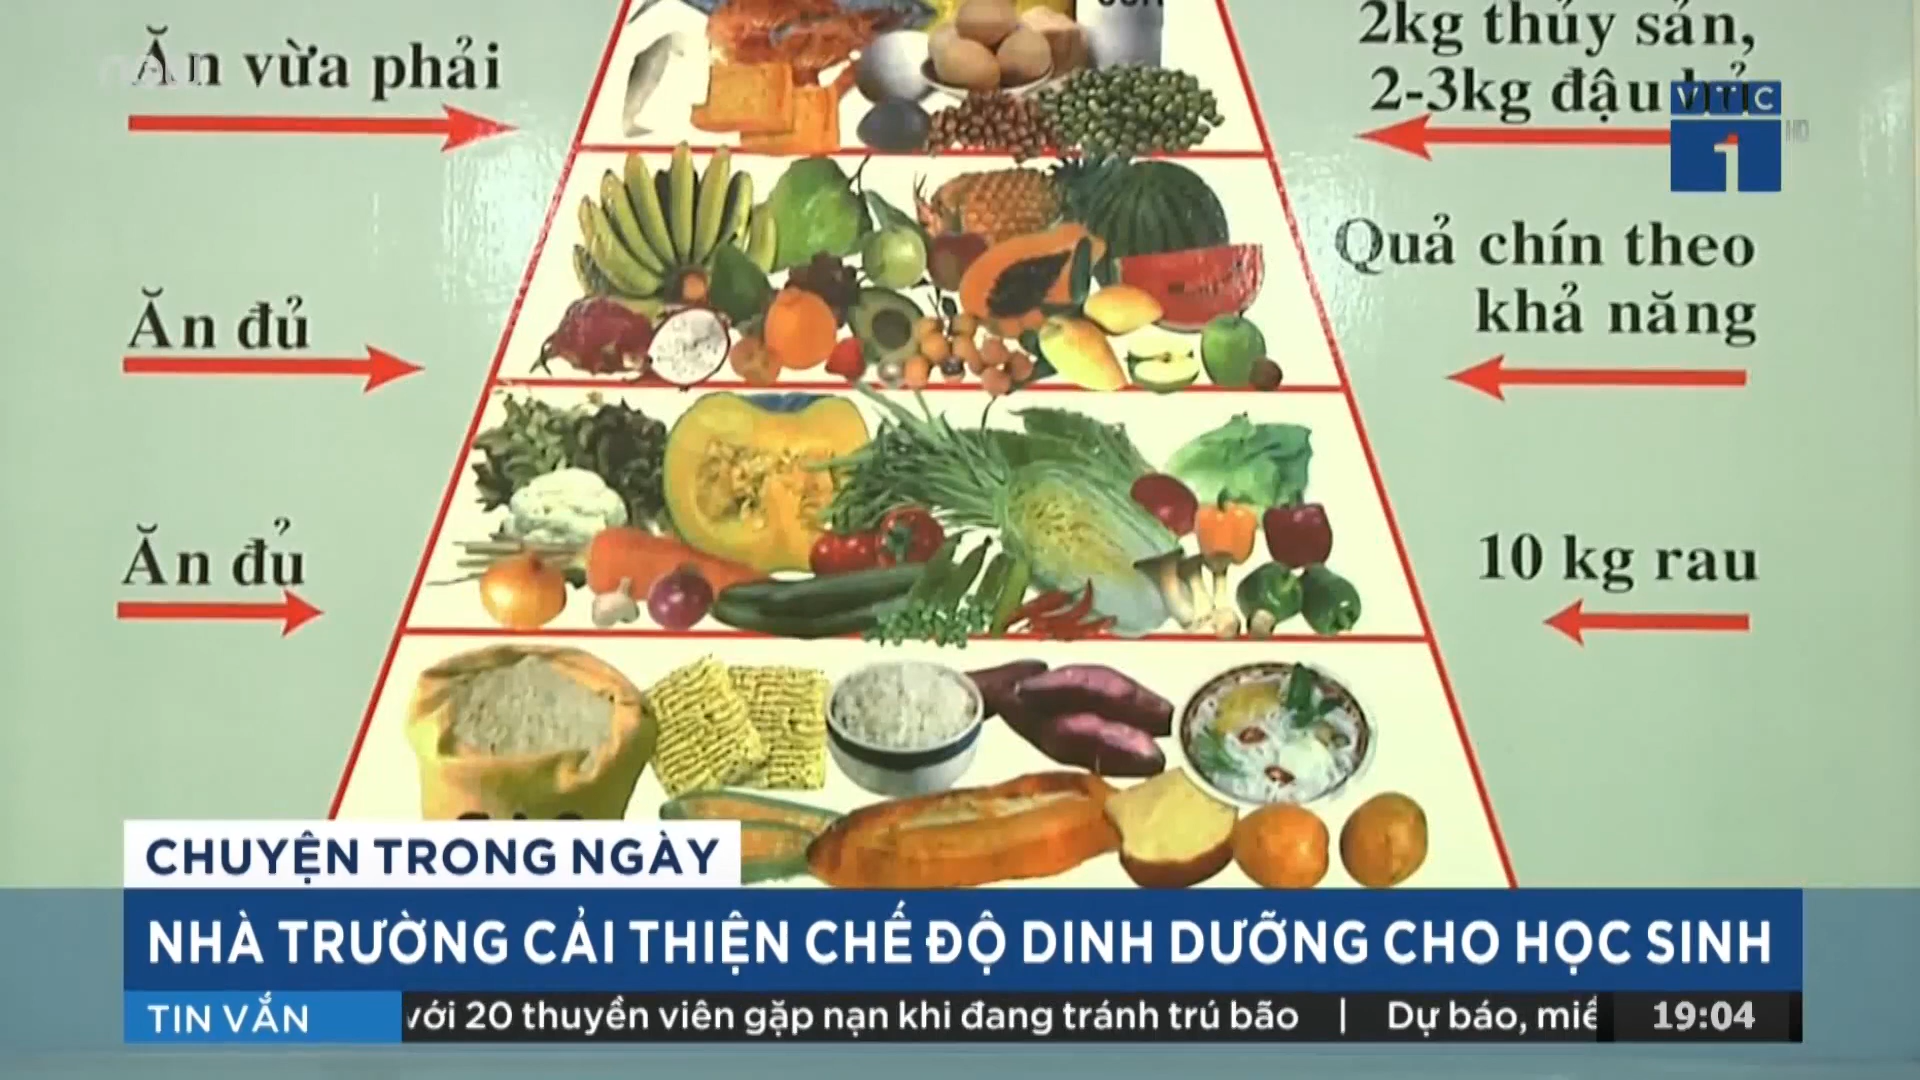 Ăn vừa phải
2kg thủy sản,
2-3kg đậu
VTC
1
HD
Quả chín theo
khả năng
Ăn đủ
Ăn đủ
10 kg rau
CHUYỆN TRONG NGÀY
NHÀ TRƯỜNG CẢI THIỆN CHẾ ĐỘ DINH DƯỠNG CHO HỌC SINH
TIN VẮN
với 20 thuyền viên gặp nạn khi đang tránh trú bão | Dự báo, miề
19:04